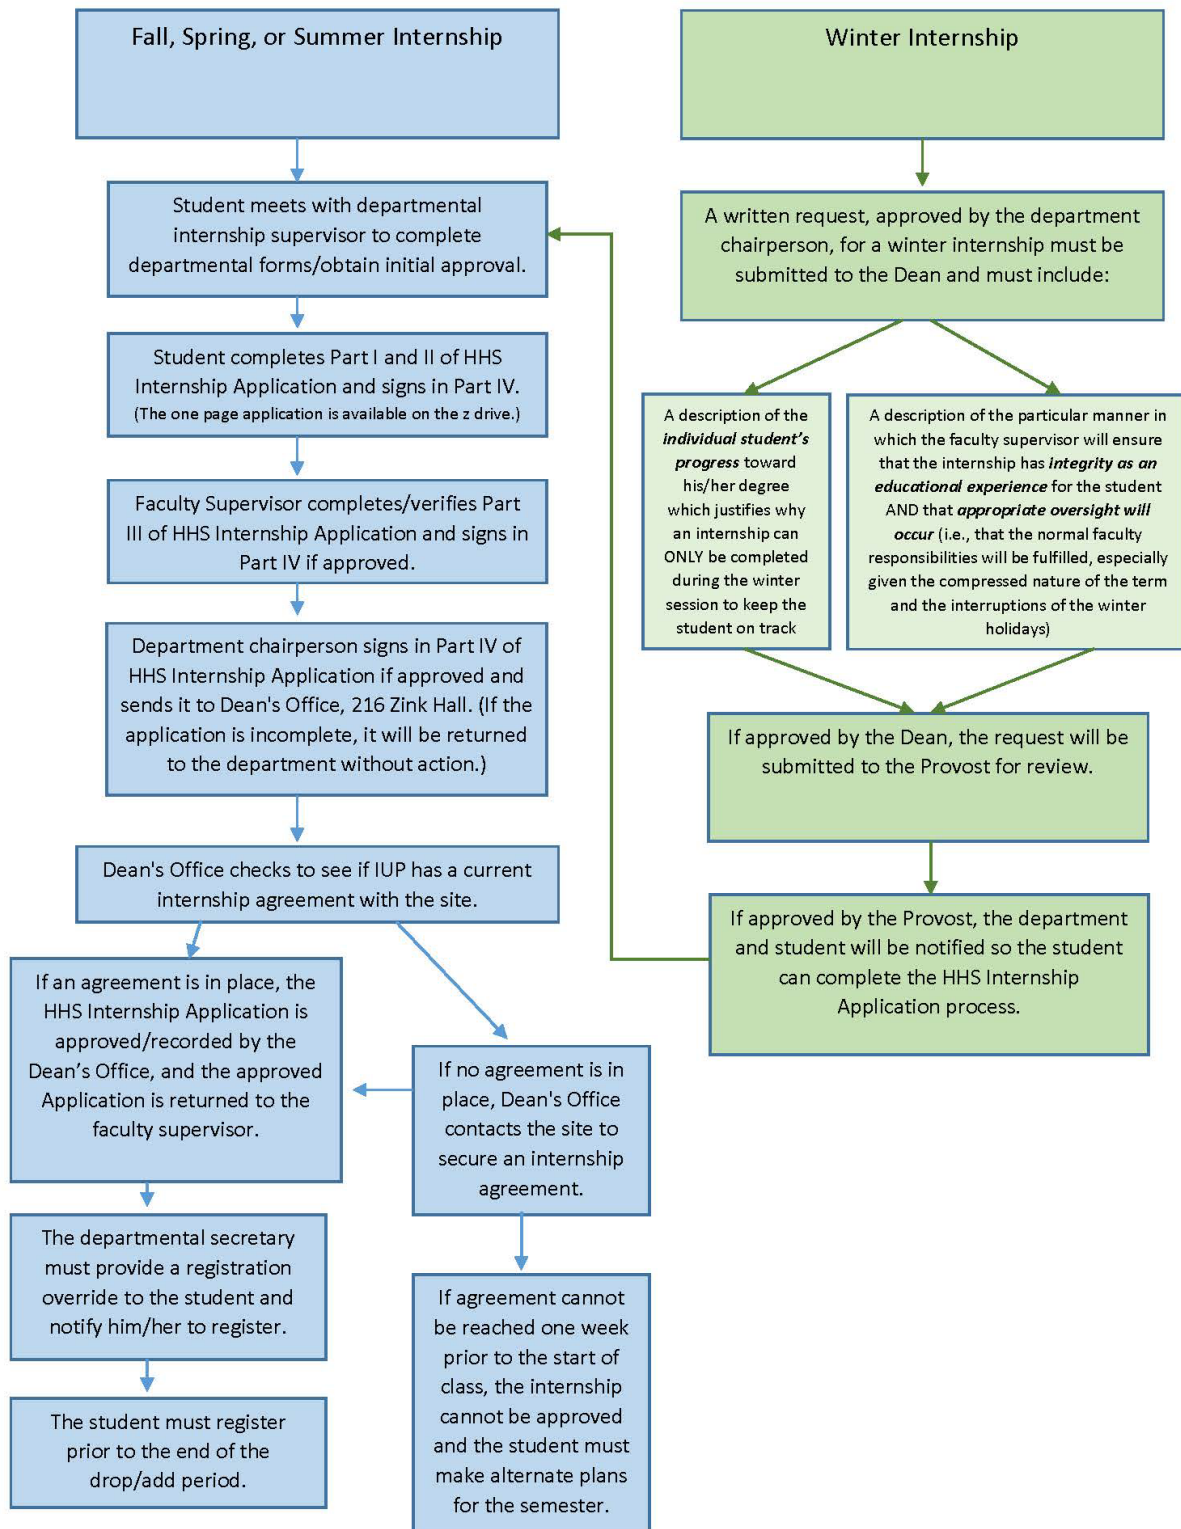 Fall, Spring, or Summer Internship
Student meets with departmental
internship supervisor to complete
departmental forms/obtain initial approval.
Student completes Part I and II of HHS
Internship Application and signs in Part IV.
(The one page application is available on the z drive.)
Faculty Supervisor completes/verifies Part
III of HHS Internship Application and signs in
Part IV if approved.
Department chairperson signs in Part IV of
HHS Internship Application if approved and
sends it to Dean's Office, 216 Zink Hall. (If the
application is incomplete, it will be returned
to the department without action.)
Dean's Office checks to see if IUP has a current
internship agreement with the site.
If an agreement is in place, the
HHS Internship Application is
approved/recorded by the
Dean’s Office, and the approved
Application is returned to the
faculty supervisor.
The departmental secretary
must provide a registration
override to the student and
notify him/her to register.
The student must register
prior to the end of the
drop/add period.
If no agreement is in
place, Dean's Office
contacts the site to
secure an internship
agreement.
If agreement cannot
be reached one week
prior to the start of
class, the internship
cannot be approved
and the student must
make alternate plans
for the semester.
Winter Internship
A written request, approved by the department
chairperson, for a winter internship must be
submitted to the Dean and must include:
A description of the
individual student’s
progress toward
his/her degree
which justifies why
an internship can
ONLY be completed
during the winter
session to keep the
student on track
A description of the particular manner in
which the faculty supervisor will ensure
that the internship has integrity as an
educational experience for the student
AND that appropriate oversight will
occur (i.e., that the normal faculty
responsibilities will be fulfilled, especially
given the compressed nature of the term
and the interruptions of the winter
holidays)
If approved by the Dean, the request will be
submitted to the Provost for review.
If approved by the Provost, the department
and student will be notified so the student
can complete the HHS Internship
Application process.